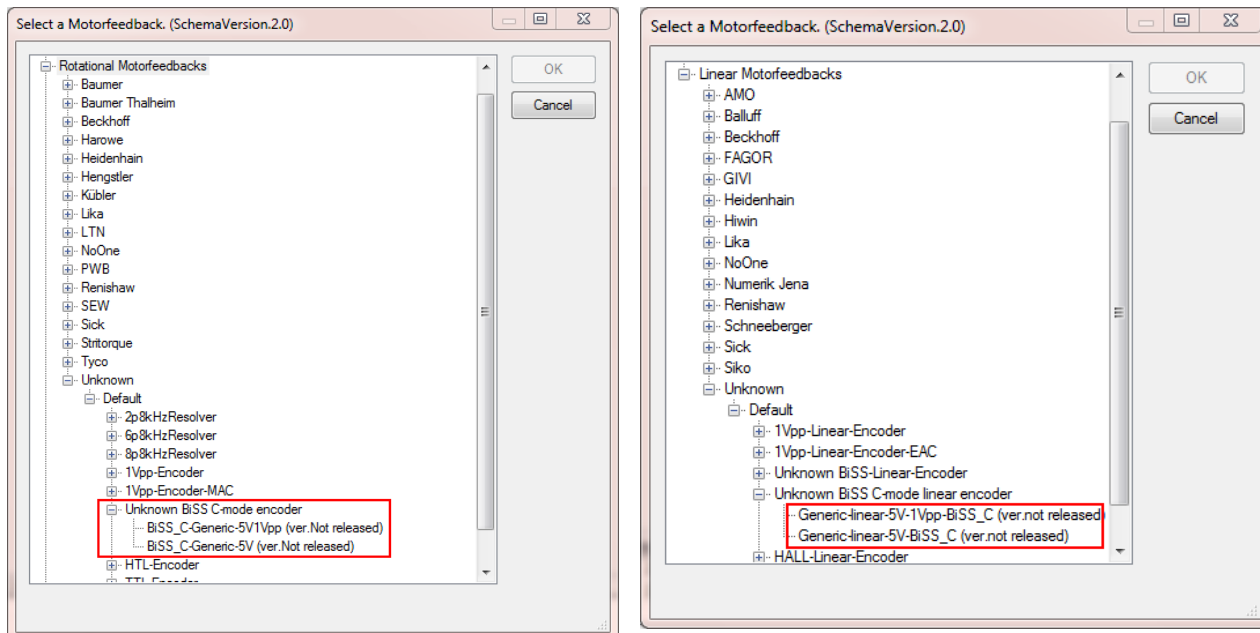 Select a Motorfeedback. (SchemaVersion.2.0)
Rotational Motorfeedbacks
Baumer
Baumer Thalheim
Beckhoff
Harowe
Heidenhain
Hengstler
Kübler
Lika
LTN
NoOne
PWB
Renishaw
SEW
Sick
Stritorque
Tyco
Unknown
Default
2p8kHzResolver
6p8kHzResolver
8p8kHzResolver
1Vpp-Encoder
1Vpp-Encoder-MAC
Unknown BiSS C-mode encoder
BiSS_C-Generic-5V1Vpp (ver.Not released)
BiSS_C-Generic-5V (ver.Not released)
HTL-Encoder
TTL-Encoder
OK
Cancel
Select a Motorfeedback. (SchemaVersion.2.0)
Linear Motorfeedbacks
AMO
Balluff
Beckhoff
FAGOR
GIVI
Heidenhain
Hiwin
Lika
NoOne
Numerik Jena
Renishaw
Schneeberger
Sick
Siko
Unknown
Default
1Vpp-Linear-Encoder
1Vpp-Linear-Encoder-EAC
Unknown BiSS-Linear-Encoder
Unknown BiSS C-mode linear encoder
Generic-linear-5V-1Vpp-BiSS_C (ver.not released)
Generic-linear-5V-BiSS_C (ver.not released)
HALL-Linear-Encoder
OK
Cancel